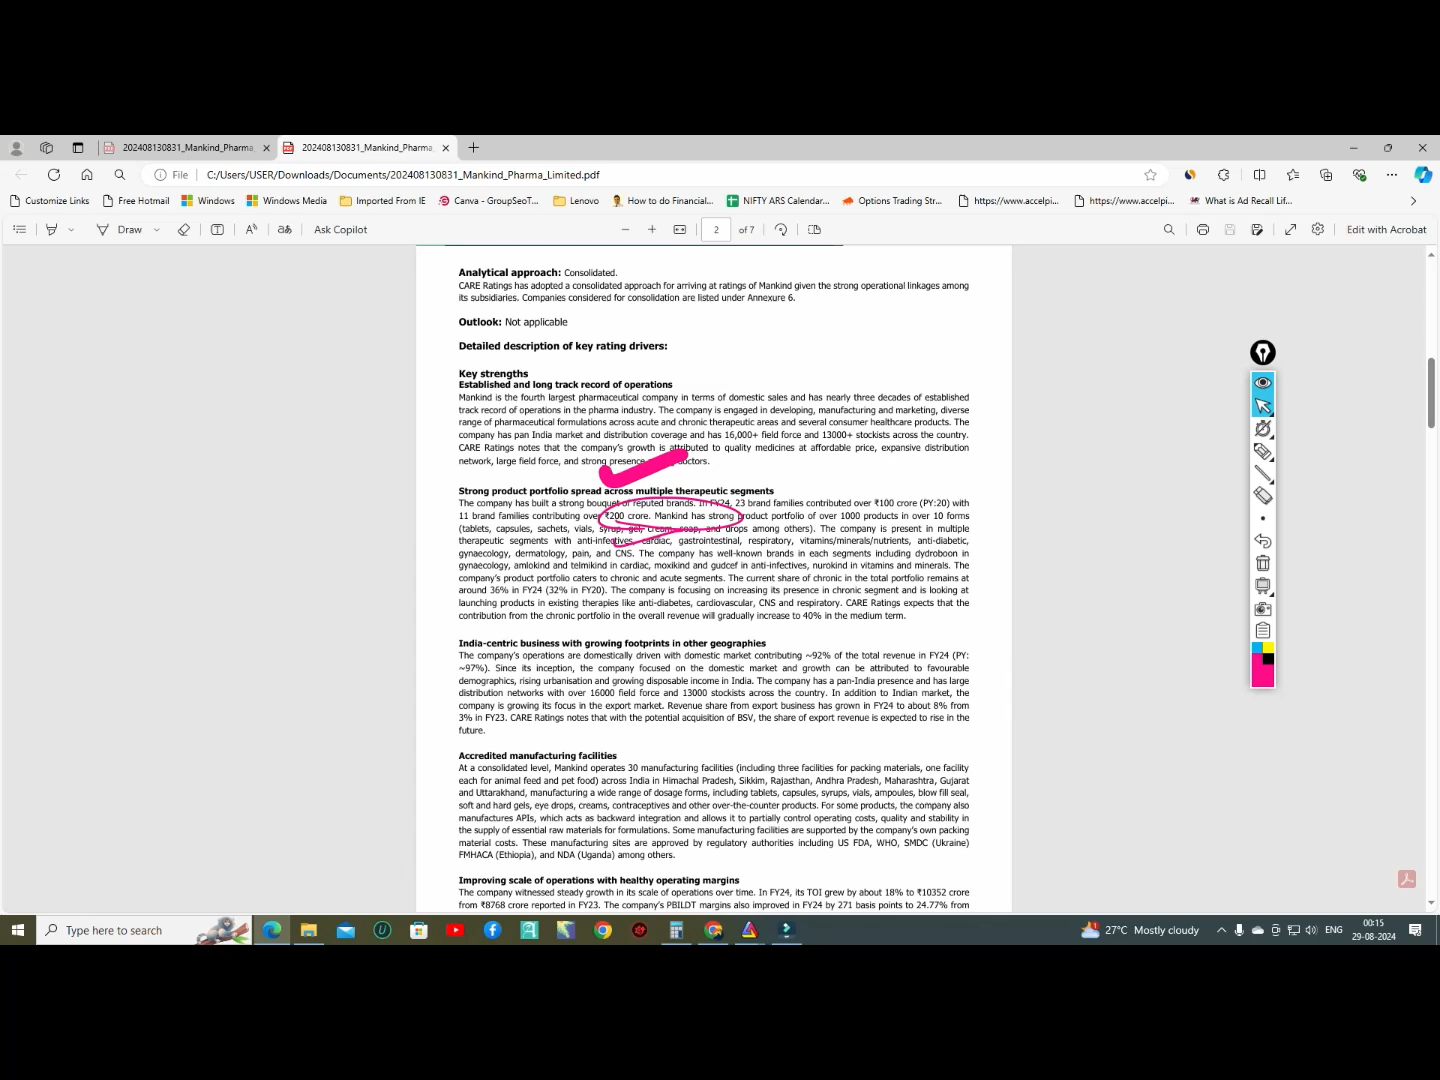 202408130831_Mankind_Pharma
202408130831_Mankind_Pharma
File
C:/Users/USER/Downloads/Documents/202408130831_Mankind_Pharma_Limited.pdf
Customize Links
Free Hotmail
Windows
Windows Media
Imported From IE
Canva - GroupSeoT...
Lenovo
How to do Financial...
NIFTY ARS Calendar...
Options Trading Str...
https://www.accelpi...
https://www.accelpi...
What is Ad Recall Lif...
Draw
Ask Copilot
2 of 7
Edit with Acrobat
Analytical approach: Consolidated.
CARE Ratings has adopted a consolidated approach for arriving at ratings of Mankind given the strong operational linkages among
its subsidiaries. Companies considered for consolidation are listed under Annexure 6.
Outlook: Not applicable
Detailed description of key rating drivers:
Key strengths
Established and long track record of operations
Mankind is the fourth largest pharmaceutical company in terms of domestic sales and has nearly three decades of established
track record of operations in the pharma industry. The company is engaged in developing, manufacturing and marketing, diverse
range of pharmaceutical formulations across acute and chronic therapeutic areas and several consumer healthcare products. The
company has pan India market and distribution coverage and has 16,000+ field force and 13000+ stockists across the country.
CARE Ratings notes that the company's growth is attributed to quality medicines at affordable price, expansive distribution
network, large field force, and strong presence doctors.
Strong product portfolio spread across multiple therapeutic segments
The company has built a strong bouquet of reputed brands. In FY24, 23 brand families contributed over ₹100 crore (PY:20) with
11 brand families contributing over ₹200 crore. Mankind has strong product portfolio of over 1000 products in over 10 forms
(tablets, capsules, sachets, vials, syrup, gel, cream, soap, and drops among others). The company is present in multiple
therapeutic segments with anti-infectives, cardiac, gastrointestinal, respiratory, vitamins/minerals/nutrients, anti-diabetic,
gynaecology, dermatology, pain, and CNS. The company has well-known brands in each segments including dydroboon in
gynaecology, amlokind and telmikind in cardiac, moxikind and gudcef in anti-infectives, nurokind in vitamins and minerals. The
company's product portfolio caters to chronic and acute segments. The current share of chronic in the total portfolio remains at
around 36% in FY24 (32% in FY20). The company is focusing on increasing its presence in chronic segment and is looking at
launching products in existing therapies like anti-diabetes, cardiovascular, CNS and respiratory. CARE Ratings expects that the
contribution from the chronic portfolio in the overall revenue will gradually increase to 40% in the medium term.
India-centric business with growing footprints in other geographies
The company's operations are domestically driven with domestic market contributing ~92% of the total revenue in FY24 (PY:
~97%). Since its inception, the company focused on the domestic market and growth can be attributed to favourable
demographics, rising urbanisation and growing disposable income in India. The company has a pan-India presence and has large
distribution networks with over 16000 field force and 13000 stockists across the country. In addition to Indian market, the
company is growing its focus in the export market. Revenue share from export business has grown in FY24 to about 8% from
3% in FY23. CARE Ratings notes that with the potential acquisition of BSV, the share of export revenue is expected to rise in the
future.
Accredited manufacturing facilities
At a consolidated level, Mankind operates 30 manufacturing facilities (including three facilities for packing materials, one facility
each for animal feed and pet food) across India in Himachal Pradesh, Sikkim, Rajasthan, Andhra Pradesh, Maharashtra, Gujarat
and Uttarakhand, manufacturing a wide range of dosage forms, including tablets, capsules, syrups, vials, ampoules, blow fill seal,
soft and hard gels, eye drops, creams, contraceptives and other over-the-counter products. For some products, the company also
manufactures APIs, which acts as backward integration and allows it to partially control operating costs, quality and stability in
the supply of essential raw materials for formulations. Some manufacturing facilities are supported by the company's own packing
material costs. These manufacturing sites are approved by regulatory authorities including US FDA, WHO, SMDC (Ukraine)
FMHACA (Ethiopia), and NDA (Uganda) among others.
Improving scale of operations with healthy operating margins
The company witnessed steady growth in its scale of operations over time. In FY24, its TOI grew by about 18% to ₹10352 crore
from ₹8768 crore reported in FY23. The company's PBILDT margins also improved in FY24 by 271 basis points to 24.77% from
Type here to search
27°C Mostly cloudy
ENG
00:15
29-08-2024